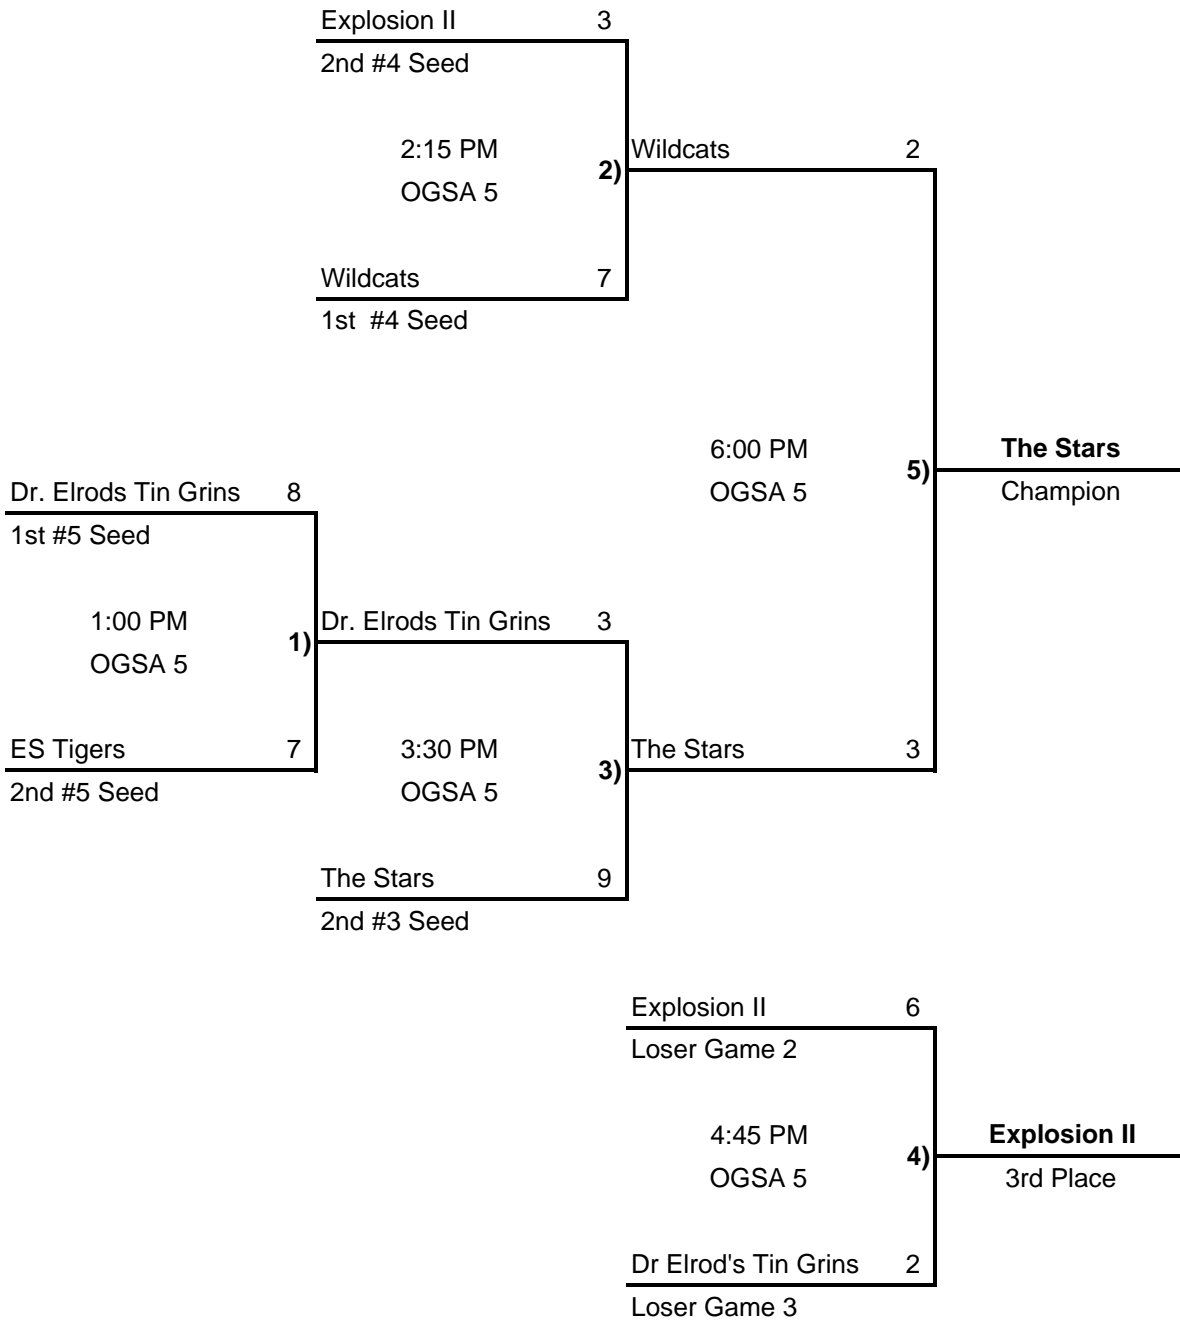 Explosion II 3
2nd #4 Seed
2:15 PM
OGSA 5
2)
Wildcats 2
Wildcats 7
1st  #4 Seed
6:00 PM
OGSA 5
5)
The Stars
Champion
Dr. Elrods Tin Grins 8
1st #5 Seed
1:00 PM
OGSA 5
1)
Dr. Elrods Tin Grins 3
ES Tigers 7
2nd #5 Seed
3:30 PM
OGSA 5
3)
The Stars 3
The Stars 9
2nd #3 Seed
Explosion II 6
Loser Game 2
4:45 PM
OGSA 5
4)
Explosion II
3rd Place
Dr Elrod's Tin Grins 2
Loser Game 3